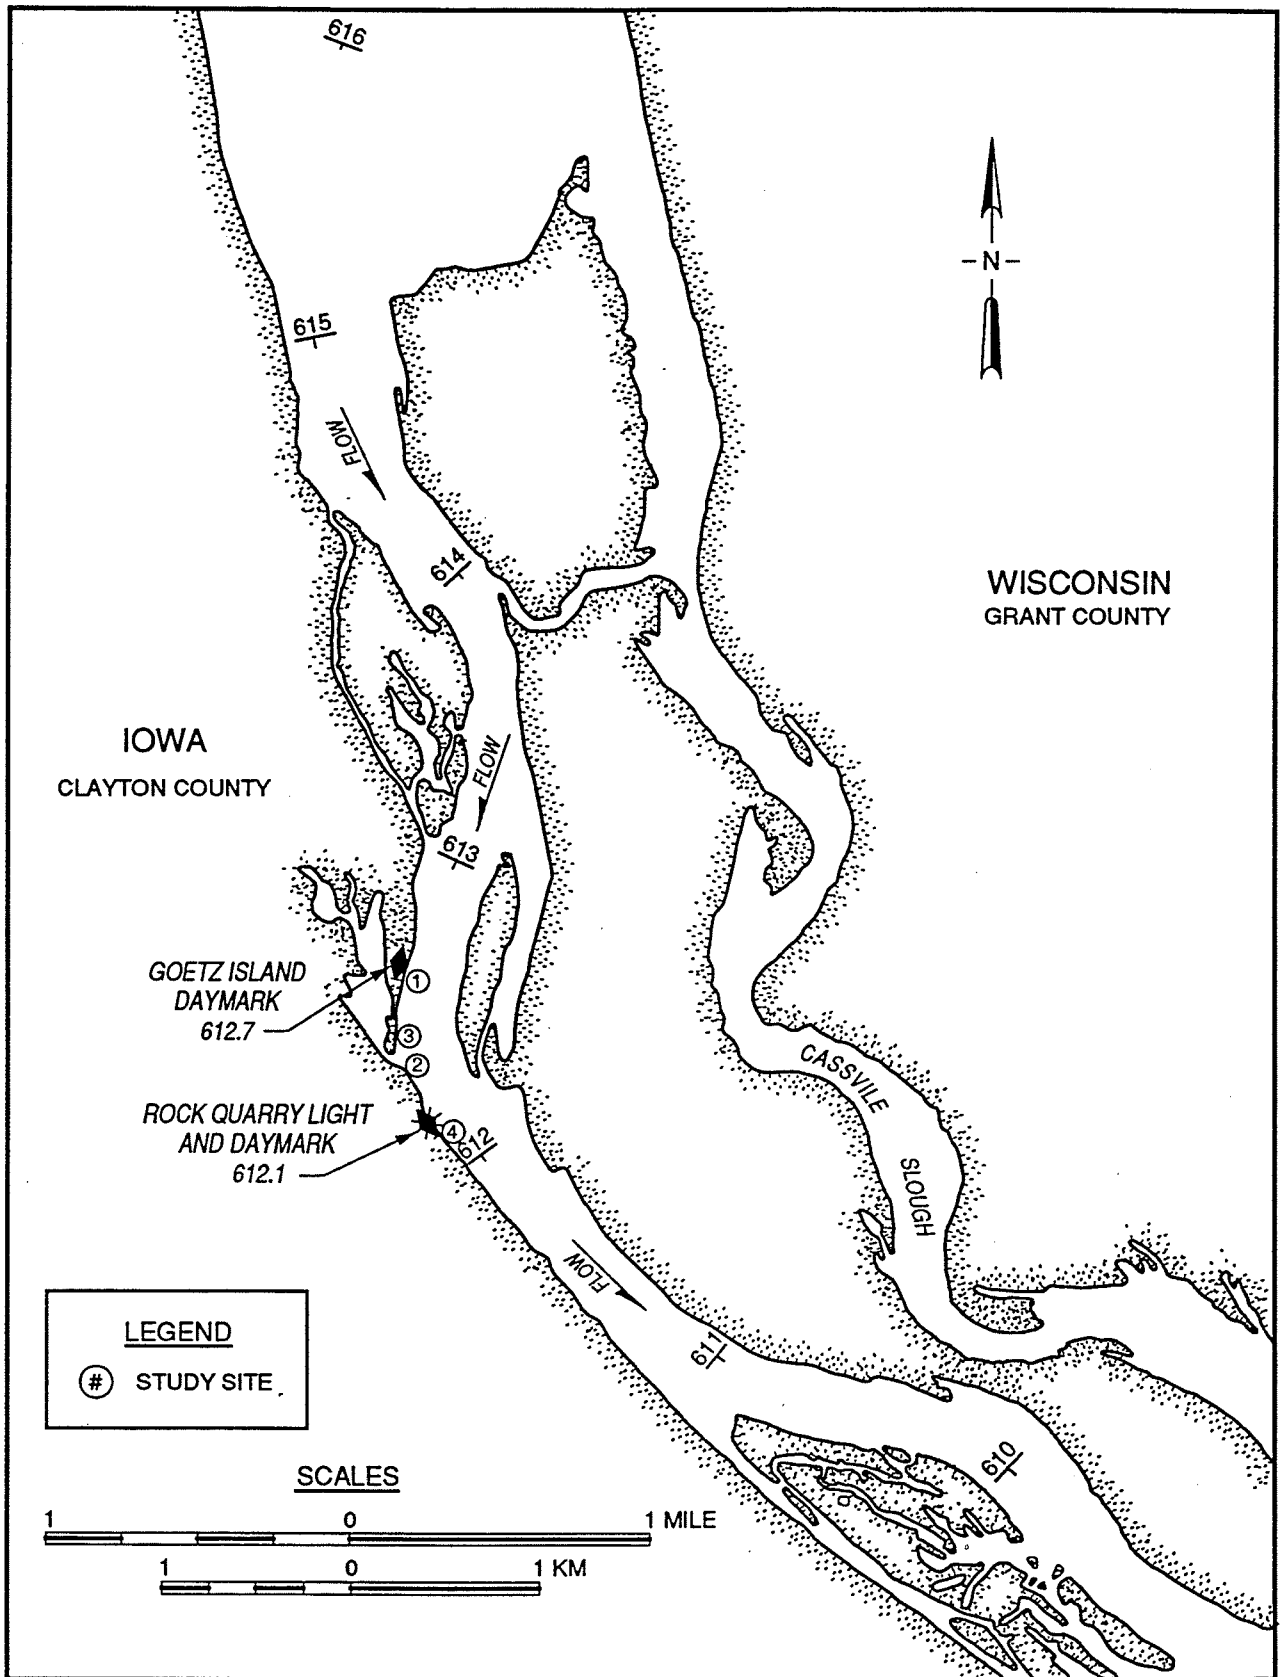 616
- N -
615
FLOW
614
WISCONSIN
GRANT COUNTY
IOWA
CLAYTON COUNTY
FLOW
613
GOETZ ISLAND
DAYMARK
612.7
1
3
2
CASSVILE
SLOUGH
ROCK QUARRY LIGHT
AND DAYMARK
612.1
4
612
FLOW
611
610
LEGEND
# STUDY SITE
SCALES
1 0 1 MILE
1 0 1 KM